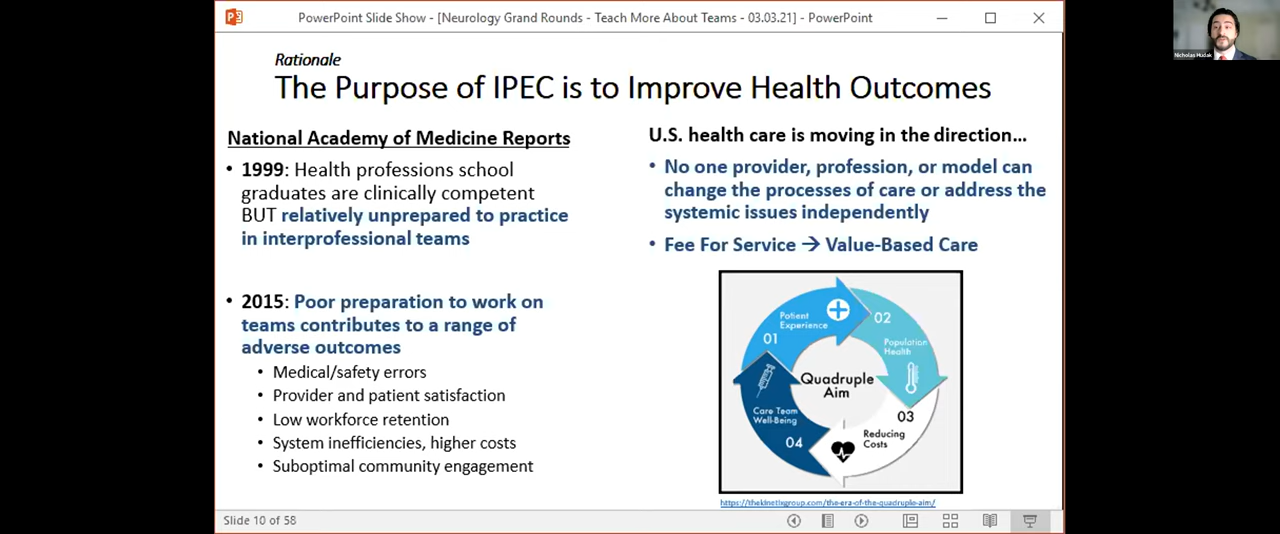 PowerPoint Slide Show - [Neurology Grand Rounds - Teach More About Teams - 03.03.21] - PowerPoint
Nicholas Hudak
Rationale
The Purpose of IPEC is to Improve Health Outcomes
National Academy of Medicine Reports
• 1999: Health professions school
graduates are clinically competent
BUT relatively unprepared to practice
in interprofessional teams
• 2015: Poor preparation to work on
teams contributes to a range of
adverse outcomes
• Medical/safety errors
• Provider and patient satisfaction
• Low workforce retention
• System inefficiencies, higher costs
• Suboptimal community engagement
U.S. health care is moving in the direction…
• No one provider, profession, or model can
change the processes of care or address the
systemic issues independently
• Fee For Service → Value-Based Care
Patient
Experience
01
02
Population
Health
Quadruple
Aim
03
Reducing
Costs
Care Team
Well-Being
04
https://thekineticgroup.com/the-era-of-the-quadruple-aim/
Slide 10 of 58